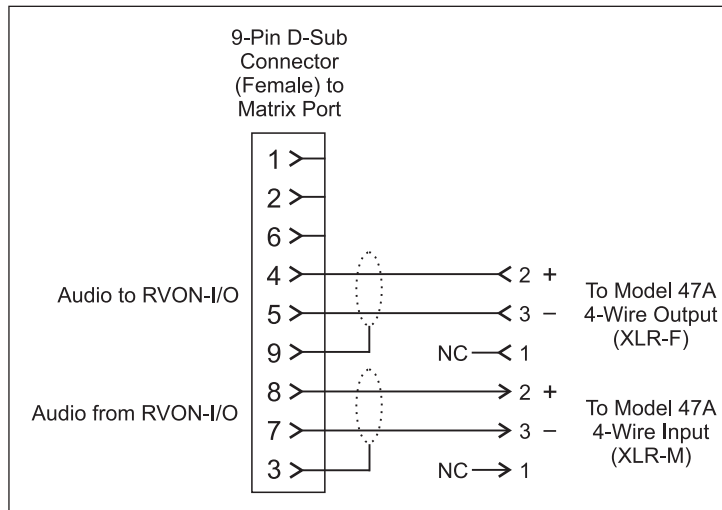 9-Pin D-Sub
Connector
(Female) to
Matrix Port
1
2
6
4
5
9
8
7
3
Audio to RVON-I/O
Audio from RVON-I/O
2 +
3 –
NC 1
To Model 47A
4-Wire Output
(XLR-F)
2 +
3 –
NC 1
To Model 47A
4-Wire Input
(XLR-M)